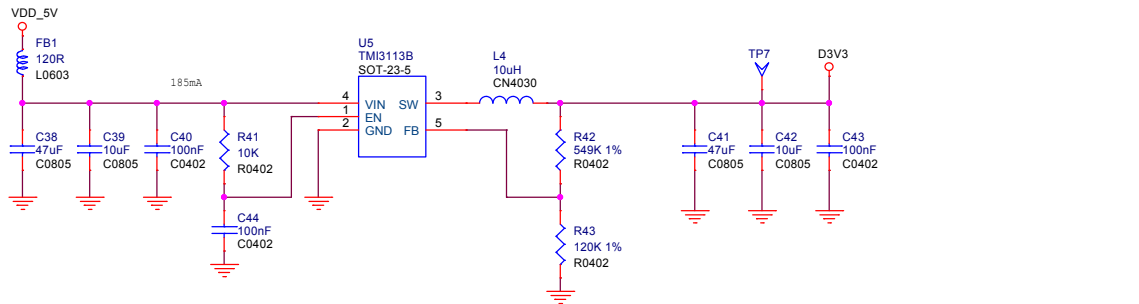 VDD_5V
FB1
120R
L0603
185mA
U5
TMI3113B
SOT-23-5
L4
10uH
CN4030
TP7
D3V3
4
1
2
VIN
EN
GND
SW
FB
3
5
C38
47uF
C0805
C39
10uF
C0805
C40
100nF
C0402
R41
10K
R0402
R42
549K 1%
R0402
C41
47uF
C0805
C42
10uF
C0805
C43
100nF
C0402
C44
100nF
C0402
R43
120K 1%
R0402